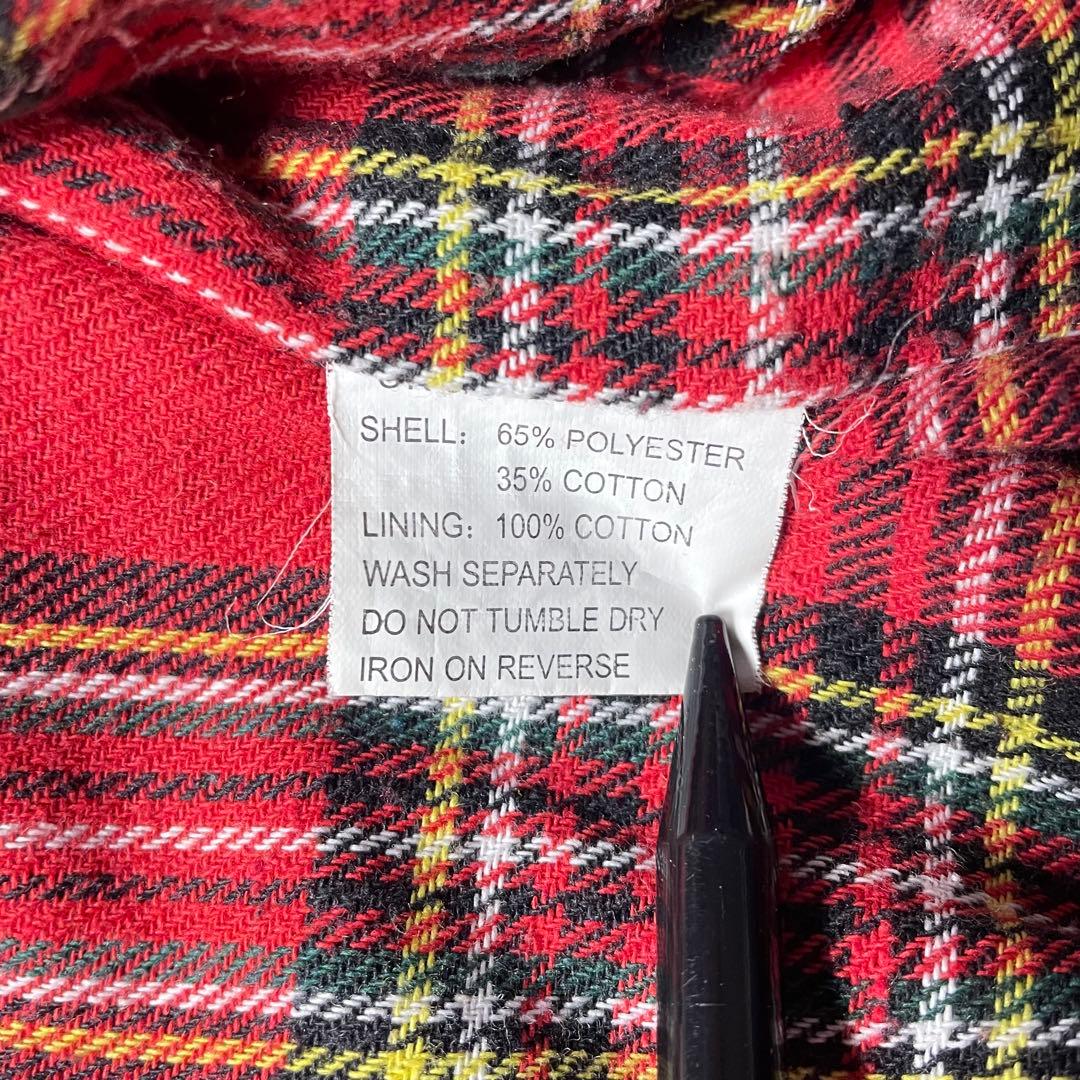 SHELL: 65% POLYESTER
35% COTTON
LINING: 100% COTTON
WASH SEPARATELY
DO NOT TUMBLE DRY
IRON ON REVERSE